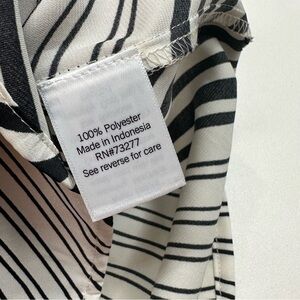 100% Polyester
Made in Indonesia
RN#73277
See reverse for care